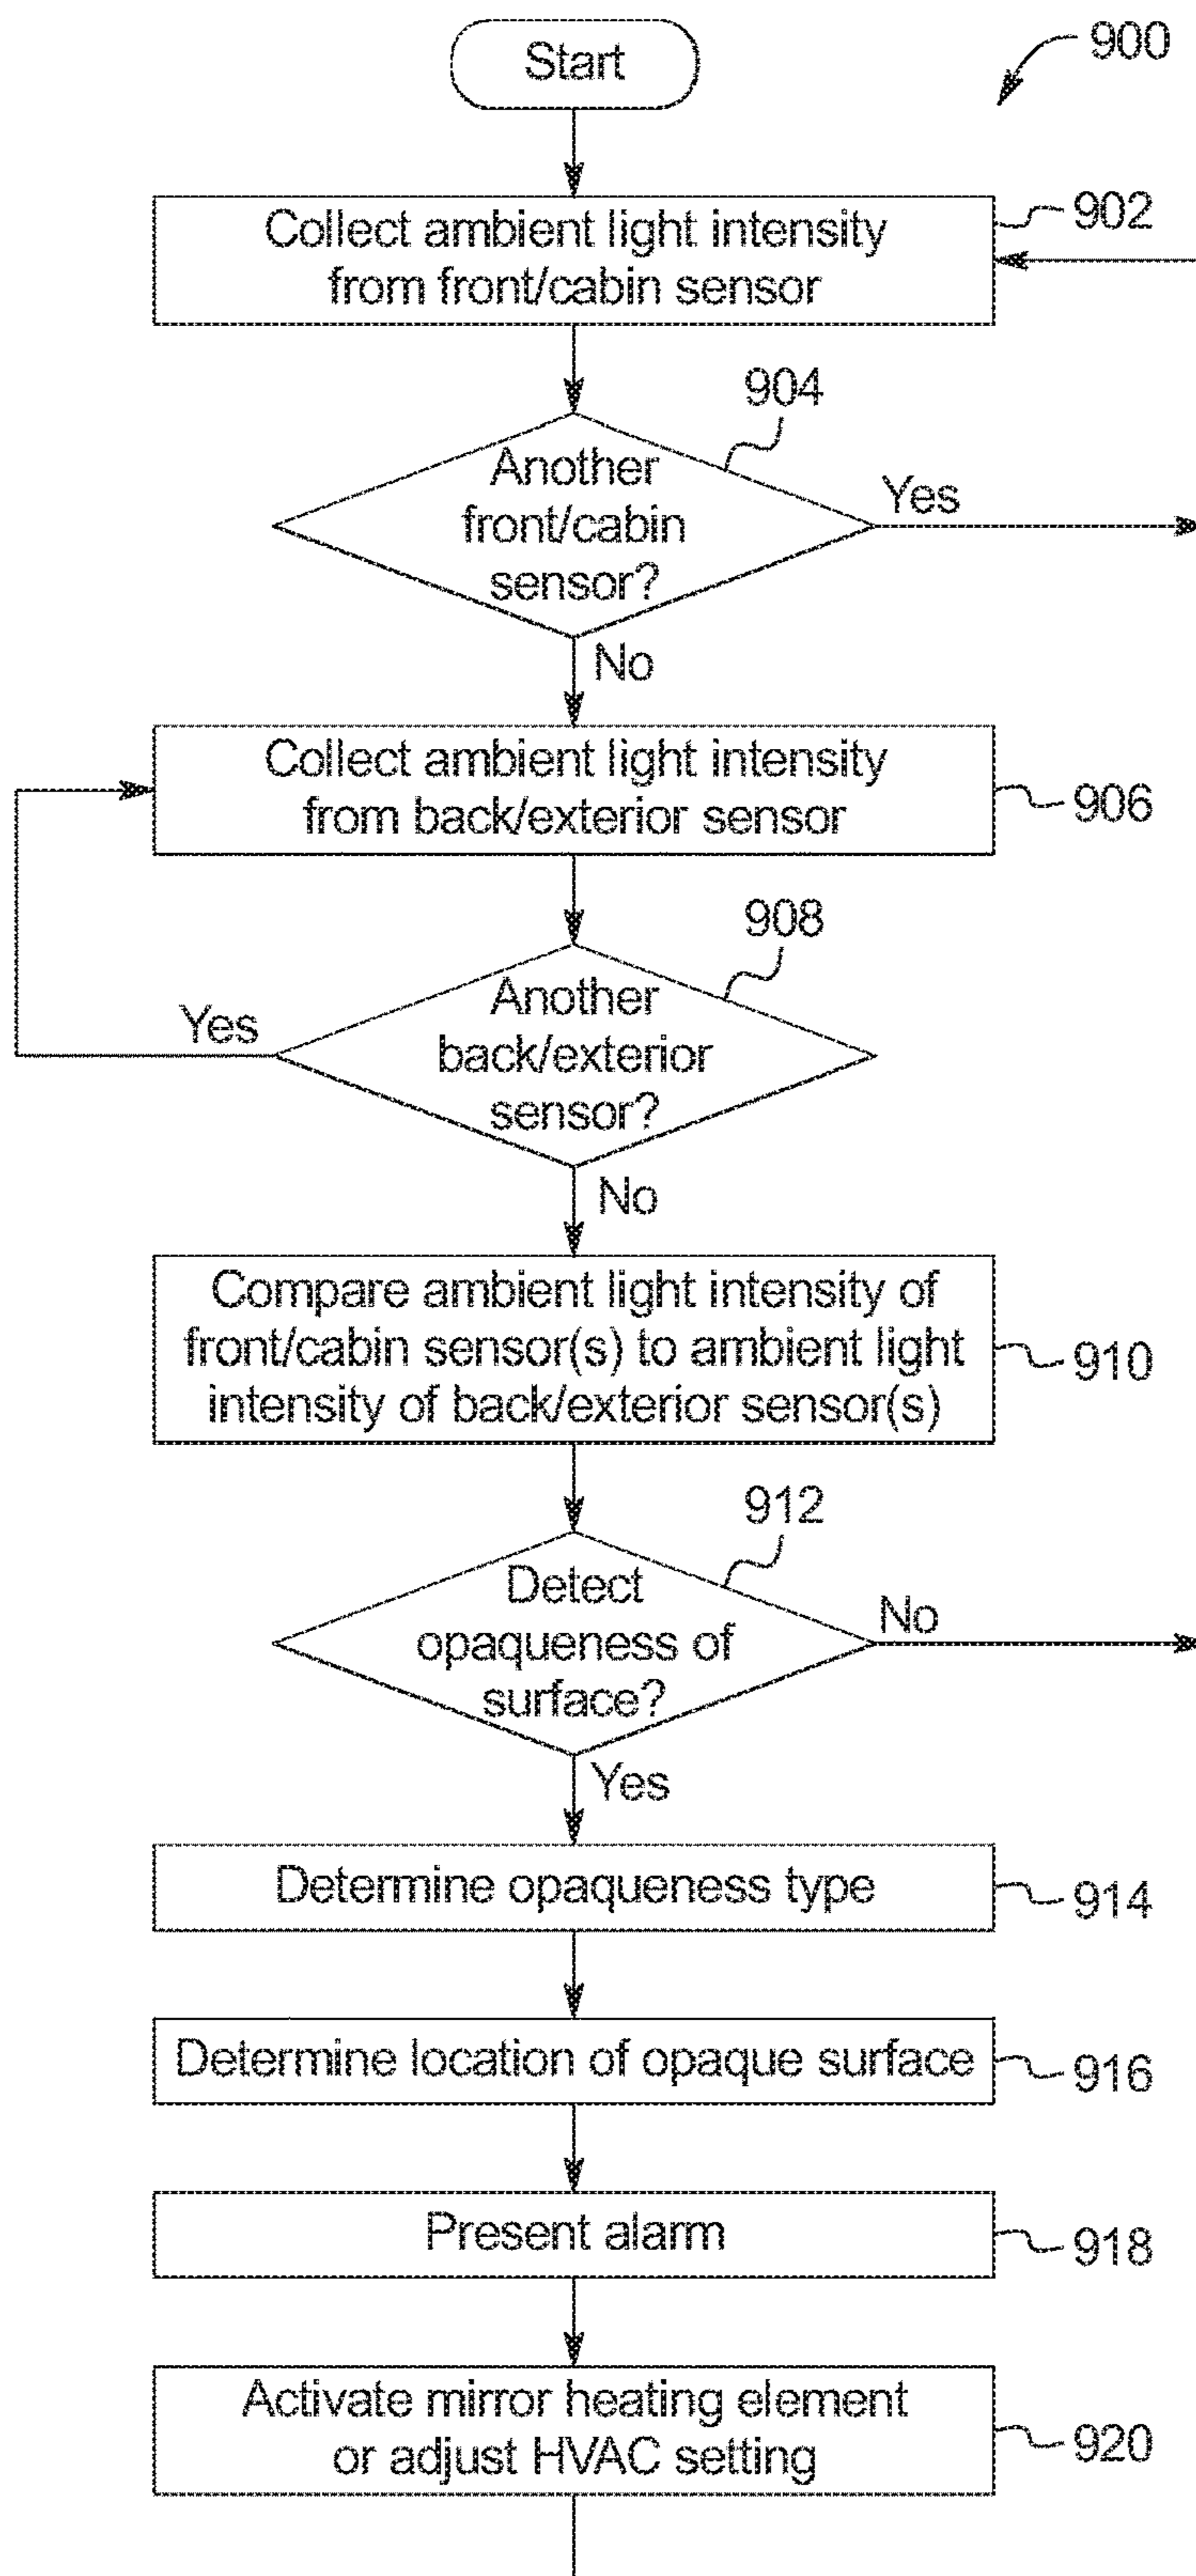 Start
900
Collect ambient light intensity
from front/cabin sensor
902
904
Another
front/cabin
sensor?
Yes
No
Collect ambient light intensity
from back/exterior sensor
906
908
Another
back/exterior
sensor?
Yes
No
Compare ambient light intensity of
front/cabin sensor(s) to ambient light
intensity of back/exterior sensor(s)
910
912
Detect
opaqueness of
surface?
No
Yes
Determine opaqueness type
914
Determine location of opaque surface
916
Present alarm
918
Activate mirror heating element
or adjust HVAC setting
920